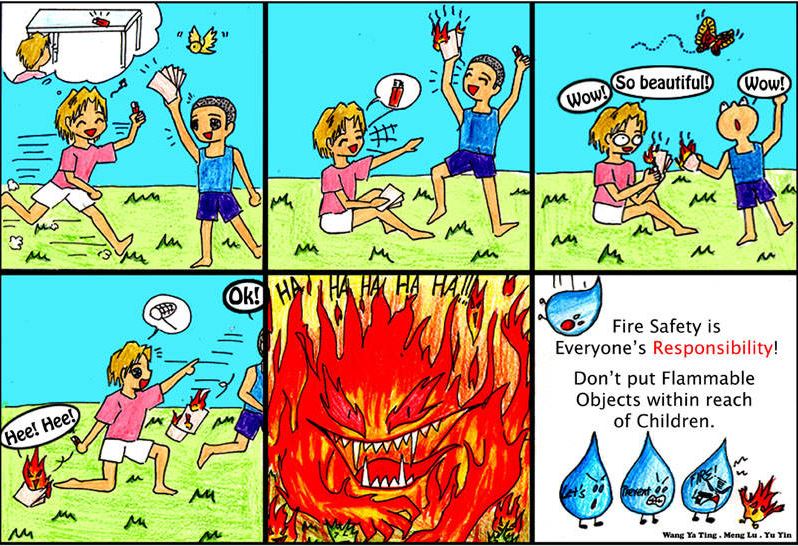 Wow!
So beautiful!!
Wow!
Ok!
Hee! Hee!
HA HA HA HA HA!!!
Fire Safety is
Everyone's Responsibility!
Don't put Flammable
Objects within reach
of Children.
Let's
Prevent
FIRE!
Wang Ya Ting . Meng Lu . Yu Yin